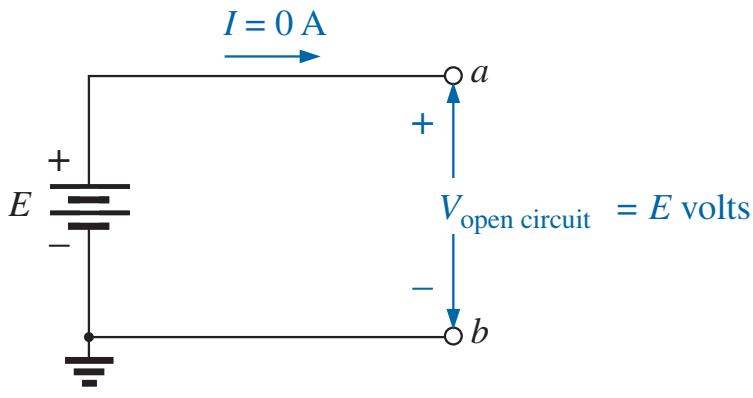 I = 0 A
a
+
+
E
V open circuit = E volts
–
–
b